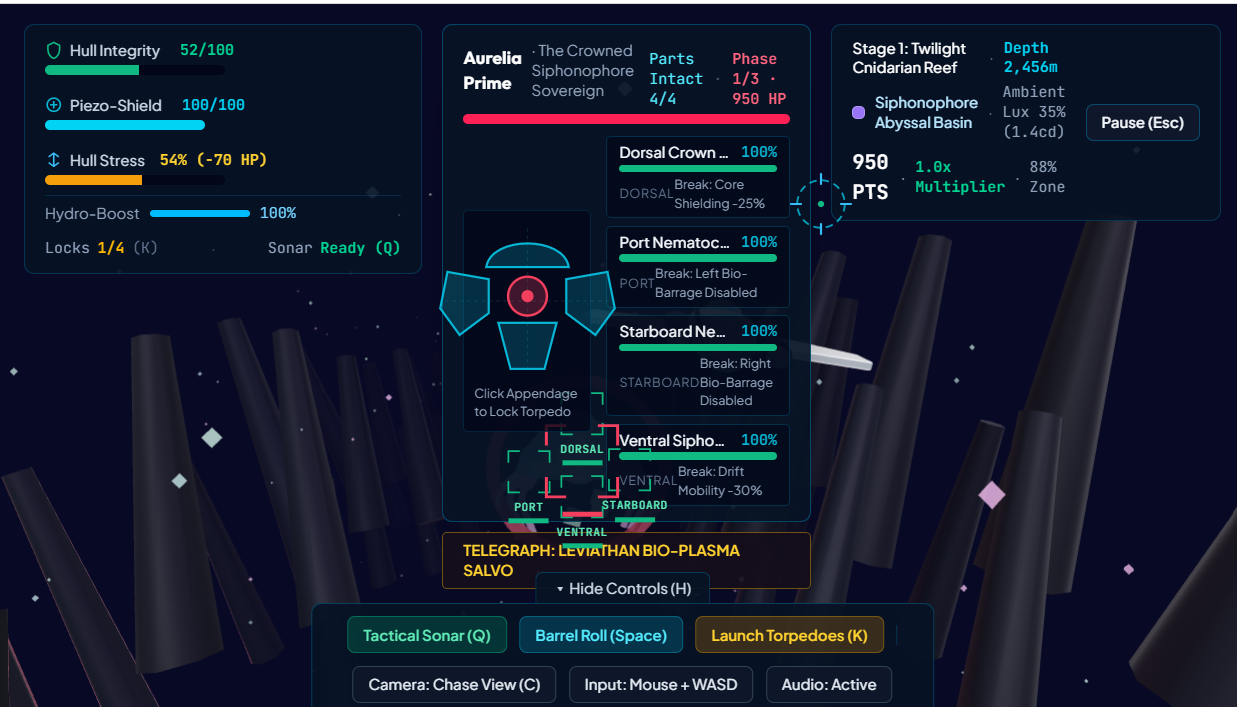 Hull Integrity 52/100
Piezo-Shield 100/100
Hull Stress 54% (-70 HP)
Hydro-Boost 100%
Locks 1/4 (K) · Sonar Ready (Q)
Aurelia
Prime
· The Crowned
Siphonophore
Sovereign
Parts
Intact ·
4/4
Phase
1/3 ·
950 HP
Dorsal Crown ... 100%
DORSAL
Break: Core
Shielding -25%
Port Nematoc... 100%
PORT
Break: Left Bio-
Barrage Disabled
Starboard Ne... 100%
STARBOARD
Break: Right
Bio-Barrage
Disabled
Ventral Sipho... 100%
VENTRAL
Break: Drift
Mobility -30%
Click Appendage
to Lock Torpedo
DORSAL
PORT
STARBOARD
VENTRAL
TELEGRAPH: LEVIATHAN BIO-PLASMA
SALVO
Stage 1: Twilight
Cnidarian Reef
·
Depth
2,456m
Siphonophore
Abyssal Basin
·
Ambient
Lux 35%
(1.4cd)
950
PTS
·
1.0x
Multiplier
·
88%
Zone
Pause (Esc)
▾ Hide Controls (H)
Tactical Sonar (Q)
Barrel Roll (Space)
Launch Torpedoes (K)
Camera: Chase View (C)
Input: Mouse + WASD
Audio: Active